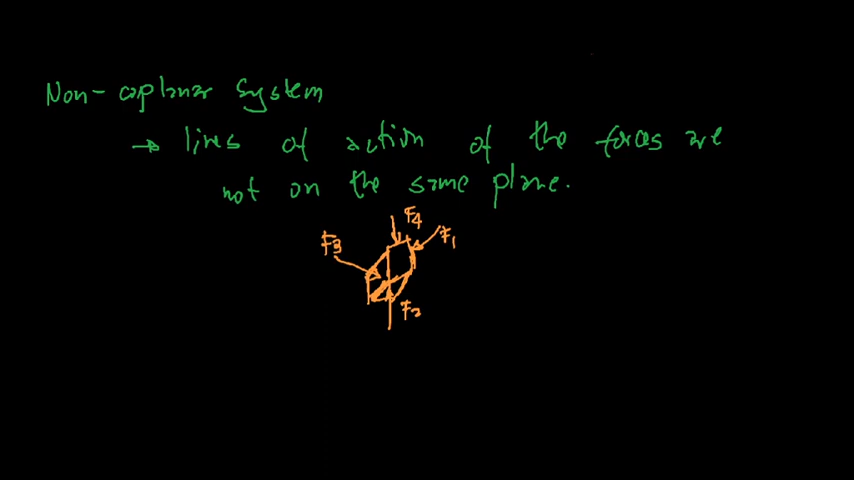 Non-coplanar System
→ lines of action of the forces are
not on the same plane.
F4
F3
F1
F2